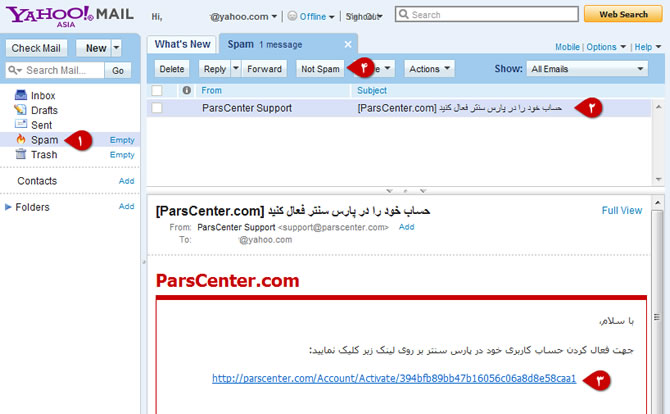 YAHOO! MAIL
ASIA
Hi,
@yahoo.com
Offline
Sign Out
Search
Web Search
Check Mail
New
Search Mail...
Go
Inbox
Drafts
Sent
Spam
Empty
۱
Trash
Empty
Contacts
Add
Folders
Add
What's New
Spam 1 message
Mobile | Options | Help
Delete
Reply
Forward
Not Spam
۴
Actions
Show:
All Emails
From
Subject
ParsCenter Support
[ParsCenter.com] حساب خود را در پارس سنتر فعال کنید
۲
[ParsCenter.com] حساب خود را در پارس سنتر فعال کنید
Full View
From: ParsCenter Support <support@parscenter.com> Add
To: @yahoo.com
ParsCenter.com
با سلام,
جهت فعال کردن حساب کاربری خود در پارس سنتر بر روی لینک زیر کلیک نمایید:
http://parscenter.com/Account/Activate/394bfb89bb47b16056c06a8d8e58caa1
۳